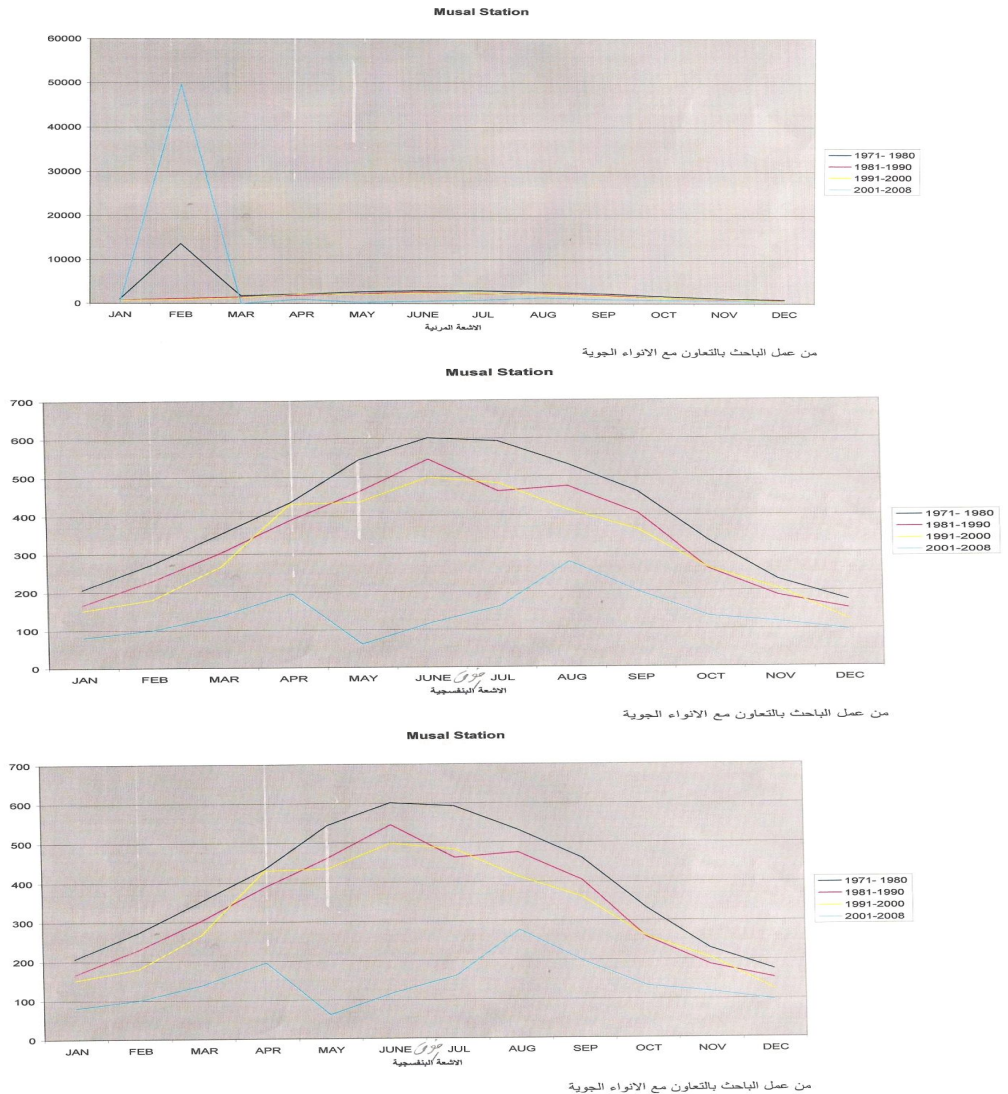 Musal Station
60000
50000
40000
30000
20000
10000
0
JAN FEB MAR APR MAY JUNE JUL AUG SEP OCT NOV DEC
الاشعة المرئية
1971- 1980
1981-1990
1991-2000
2001-2008
من عمل الباحث بالتعاون مع الانواء الجوية
Musal Station
700
600
500
400
300
200
100
0
JAN FEB MAR APR MAY JUNE JUL AUG SEP OCT NOV DEC
فوق
الاشعة البنفسجية
1971- 1980
1981-1990
1991-2000
2001-2008
من عمل الباحث بالتعاون مع الانواء الجوية
Musal Station
700
600
500
400
300
200
100
0
JAN FEB MAR APR MAY JUNE JUL AUG SEP OCT NOV DEC
فوق
الاشعة البنفسجية
1971- 1980
1981-1990
1991-2000
2001-2008
من عمل الباحث بالتعاون مع الانواء الجوية